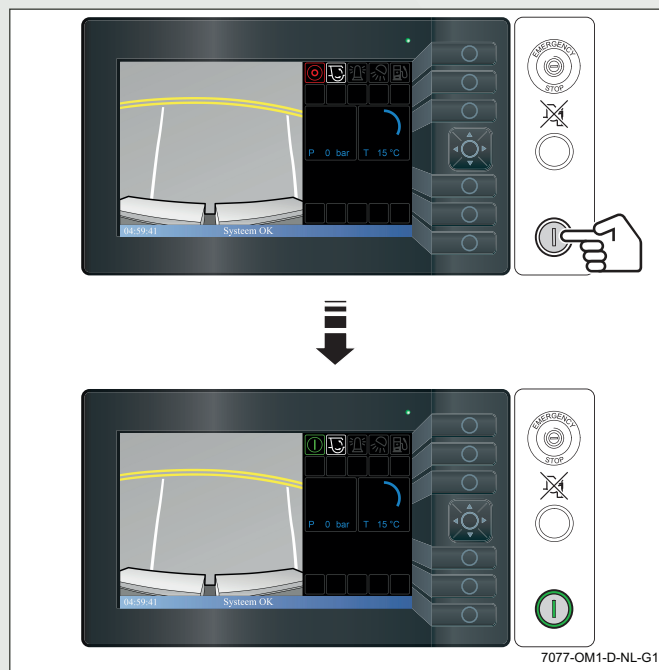 EMERGENCY
STOP
P 0 bar T 15 °C
04:59:41 Systeem OK
EMERGENCY
STOP
P 0 bar T 15 °C
04:59:41 Systeem OK
7077-OM1-D-NL-G1